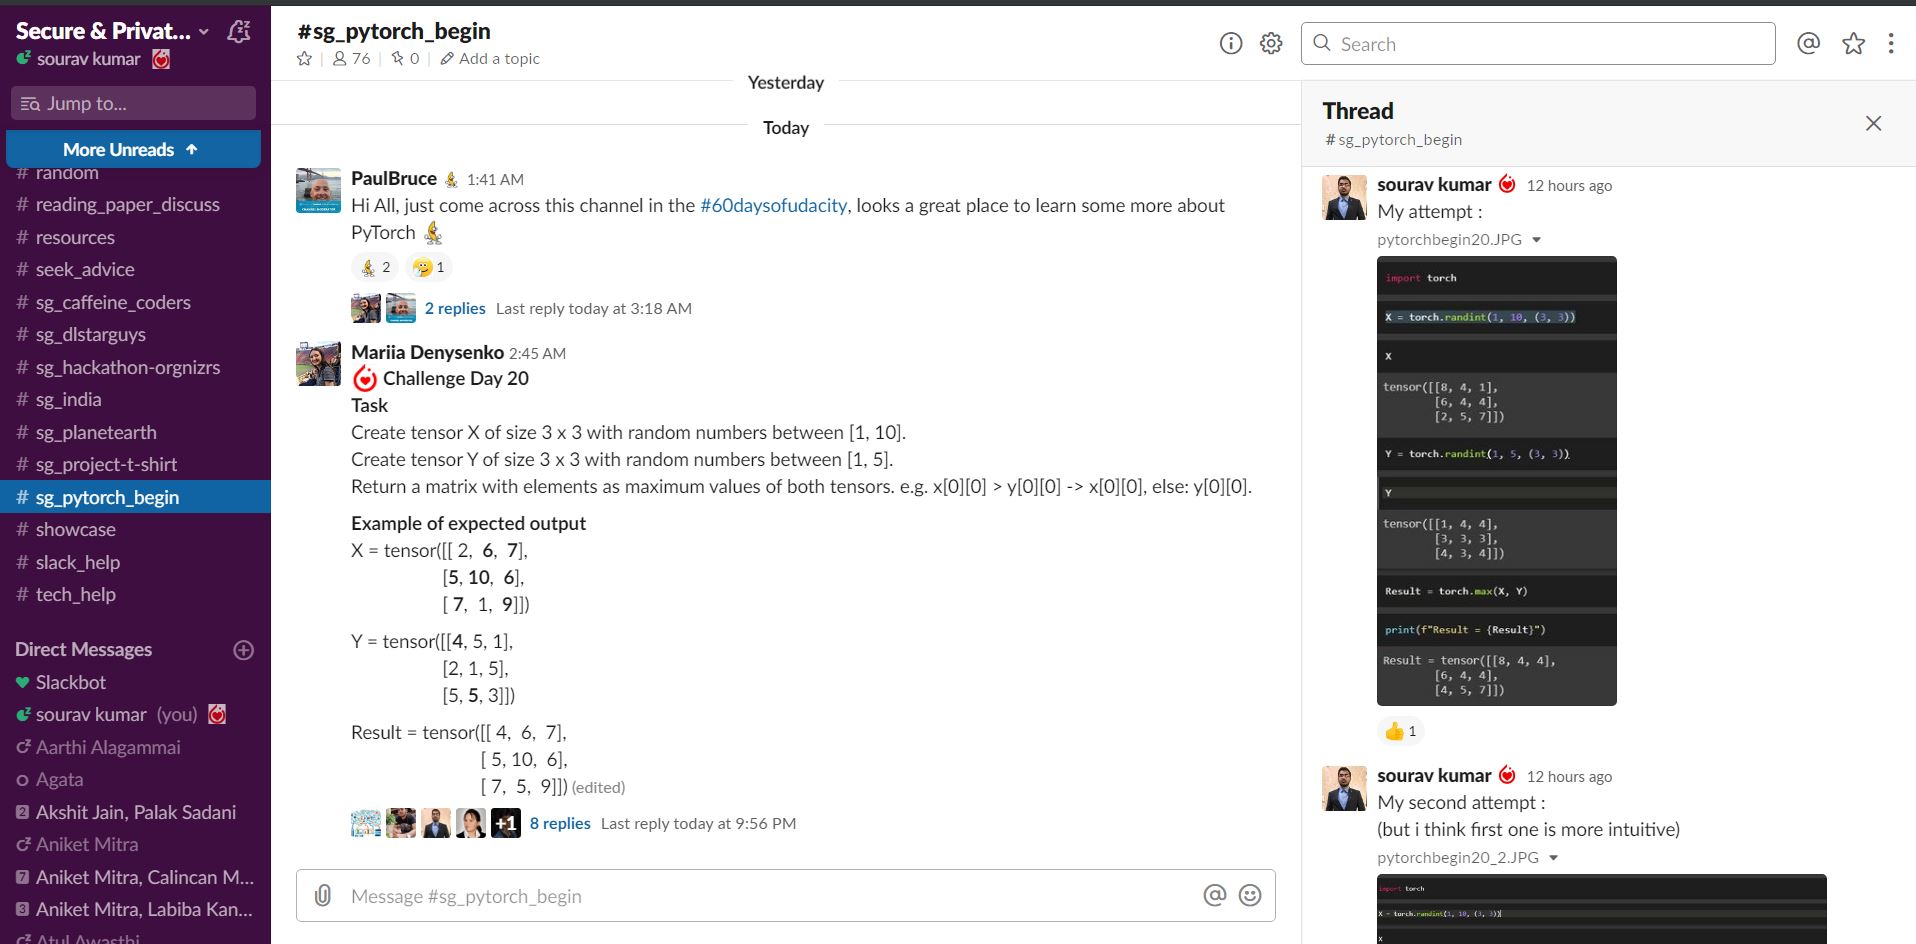 Secure & Privat...
sourav kumar
Jump to...
More Unreads ↑
# random
# reading_paper_discuss
# resources
# seek_advice
# sg_caffeine_coders
# sg_dlstarguys
# sg_hackathon-orgnizrs
# sg_india
# sg_planetearth
# sg_project-t-shirt
# sg_pytorch_begin
# showcase
# slack_help
# tech_help
Direct Messages
Slackbot
sourav kumar (you)
Aarthi Alagammai
Agata
2 Akshit Jain, Palak Sadani
Aniket Mitra
7 Aniket Mitra, Calincan M...
3 Aniket Mitra, Labiba Kan...
Atul Awasthi
#sg_pytorch_begin
76 | 0 | Add a topic
Search
Yesterday
Today
PaulBruce 1:41 AM
Hi All, just come across this channel in the #60daysofudacity, looks a great place to learn some more about
PyTorch
2 1
2 replies Last reply today at 3:18 AM
Mariia Denysenko 2:45 AM
Challenge Day 20
Task
Create tensor X of size 3 x 3 with random numbers between [1, 10].
Create tensor Y of size 3 x 3 with random numbers between [1, 5].
Return a matrix with elements as maximum values of both tensors. e.g. x[0][0] > y[0][0] -> x[0][0], else: y[0][0].
Example of expected output
X = tensor([[ 2, 6, 7],
[5, 10, 6],
[ 7, 1, 9]])
Y = tensor([[4, 5, 1],
[2, 1, 5],
[5, 5, 3]])
Result = tensor([[ 4, 6, 7],
[ 5, 10, 6],
[ 7, 5, 9]]) (edited)
+1 8 replies Last reply today at 9:56 PM
Message #sg_pytorch_begin
Thread
# sg_pytorch_begin
sourav kumar 12 hours ago
My attempt :
pytorchbegin20.JPG
import torch
X = torch.randint(1, 10, (3, 3))
X
tensor([[8, 4, 1],
[6, 4, 4],
[2, 5, 7]])
Y = torch.randint(1, 5, (3, 3))
Y
tensor([[1, 4, 4],
[3, 3, 3],
[4, 3, 4]])
Result = torch.max(X, Y)
print(f"Result = {Result}")
Result = tensor([[8, 4, 4],
[6, 4, 4],
[4, 5, 7]])
1
sourav kumar 12 hours ago
My second attempt :
(but i think first one is more intuitive)
pytorchbegin20_2.JPG
import torch
X = torch.randint(1, 10, (3, 3))
X